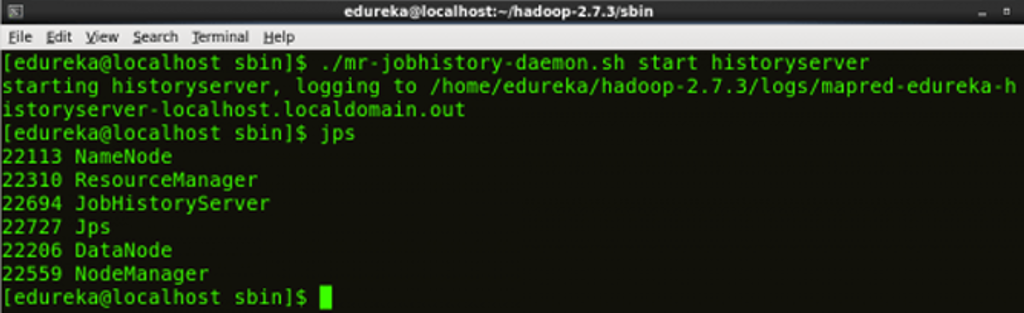 edureka@localhost:~/hadoop-2.7.3/sbin
File Edit View Search Terminal Help
[edureka@localhost sbin]$ ./mr-jobhistory-daemon.sh start historyserver
starting historyserver, logging to /home/edureka/hadoop-2.7.3/logs/mapred-edureka-h
istoryserver-localhost.localdomain.out
[edureka@localhost sbin]$ jps
22113 NameNode
22310 ResourceManager
22694 JobHistoryServer
22727 Jps
22206 DataNode
22559 NodeManager
[edureka@localhost sbin]$